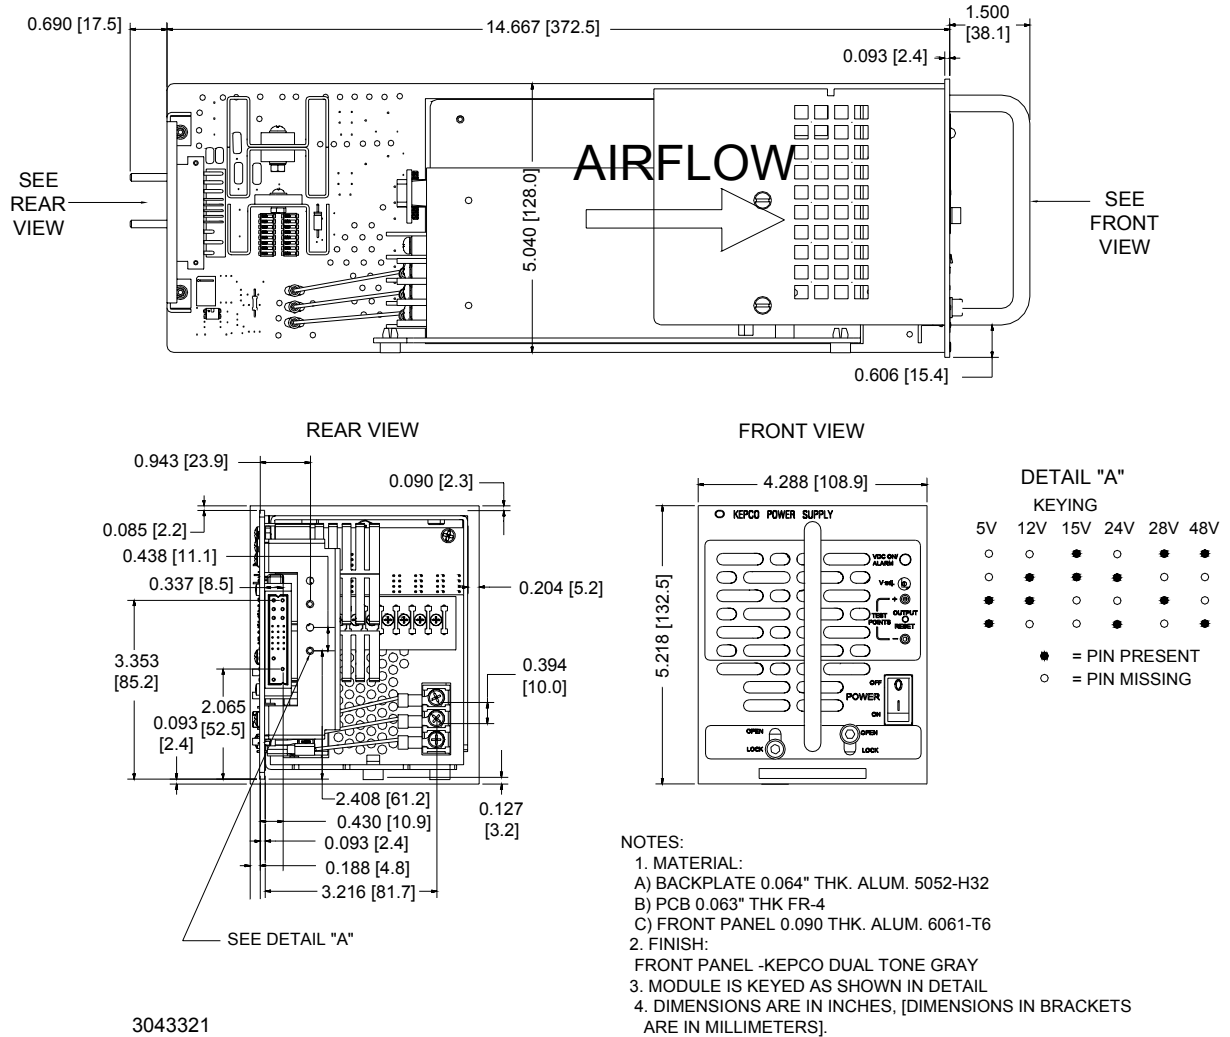 0.690 [17.5]
14.667 [372.5]
1.500
[38.1]
0.093 [2.4]
AIRFLOW
5.040 [128.0]
SEE
REAR
VIEW
SEE
FRONT
VIEW
0.606 [15.4]
REAR VIEW
0.943 [23.9]
0.090 [2.3]
0.085 [2.2]
0.438 [11.1]
0.337 [8.5]
0.204 [5.2]
3.353
[85.2]
2.065
[52.5]
0.093
[2.4]
0.394
[10.0]
2.408 [61.2]
0.430 [10.9]
0.093 [2.4]
0.188 [4.8]
3.216 [81.7]
0.127
[3.2]
SEE DETAIL "A"
3043321
FRONT VIEW
4.288 [108.9]
5.218 [132.5]
KEPCO POWER SUPPLY
VDC ON/
ALARM
V adj.
+
TEST
POINTS
OUTPUT
RESET
−
OFF
POWER
ON
OPEN
LOCK
OPEN
LOCK
DETAIL "A"
KEYING
5V 12V 15V 24V 28V 48V
= PIN PRESENT
= PIN MISSING
NOTES:
1. MATERIAL:
A) BACKPLATE 0.064" THK. ALUM. 5052-H32
B) PCB 0.063" THK FR-4
C) FRONT PANEL 0.090 THK. ALUM. 6061-T6
2. FINISH:
FRONT PANEL -KEPCO DUAL TONE GRAY
3. MODULE IS KEYED AS SHOWN IN DETAIL
4. DIMENSIONS ARE IN INCHES, [DIMENSIONS IN BRACKETS
ARE IN MILLIMETERS].